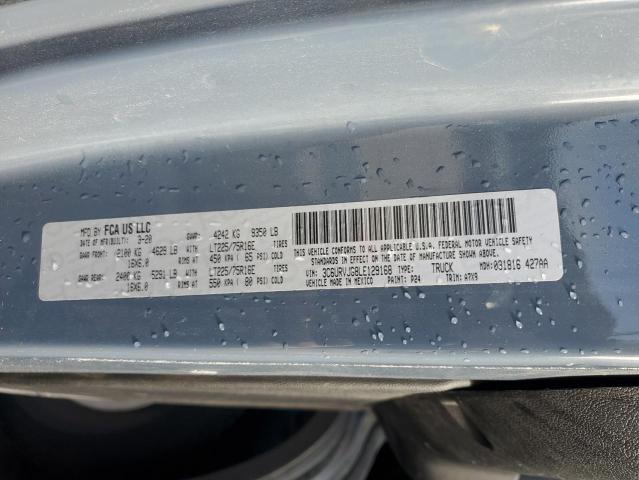 MFD BY FCA US LLC
DATE OF MFR(BUILT): 3-20 GVWR: 4242 KG 9350 LB
GAWR FRONT: 2100 KG 4629 LB WITH LT225/75R16E TIRES
16X6.0 RIMS AT 450 KPA ( 65 PSI) COLD
GAWR REAR: 2400 KG 5291 LB WITH LT225/75R16E TIRES
16X6.0 RIMS AT 550 KPA ( 80 PSI) COLD
THIS VEHICLE CONFORMS TO ALL APPLICABLE U.S.A. FEDERAL MOTOR VEHICLE SAFETY
STANDARDS IN EFFECT ON THE DATE OF MANUFACTURE SHOWN ABOVE.
VIN: 3C6URVJG8LE129168 TYPE: TRUCK MDH: 031816 427AA
VEHICLE MADE IN MEXICO PAINT: P24 TRIM: A7X9